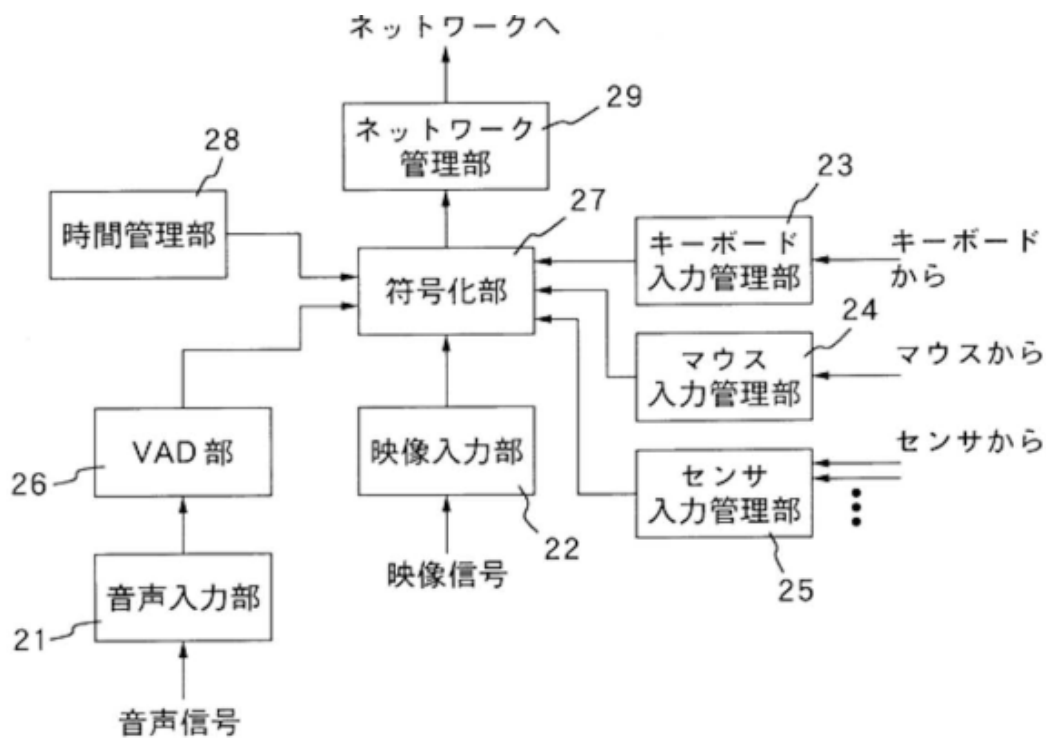 ネットワークへ
29
ネットワーク
管理部
28
時間管理部
27
符号化部
23
キーボード
入力管理部
キーボード
から
24
マウス
入力管理部
マウスから
VAD部
26
映像入力部
22
映像信号
センサから
センサ
入力管理部
25
音声入力部
21
音声信号